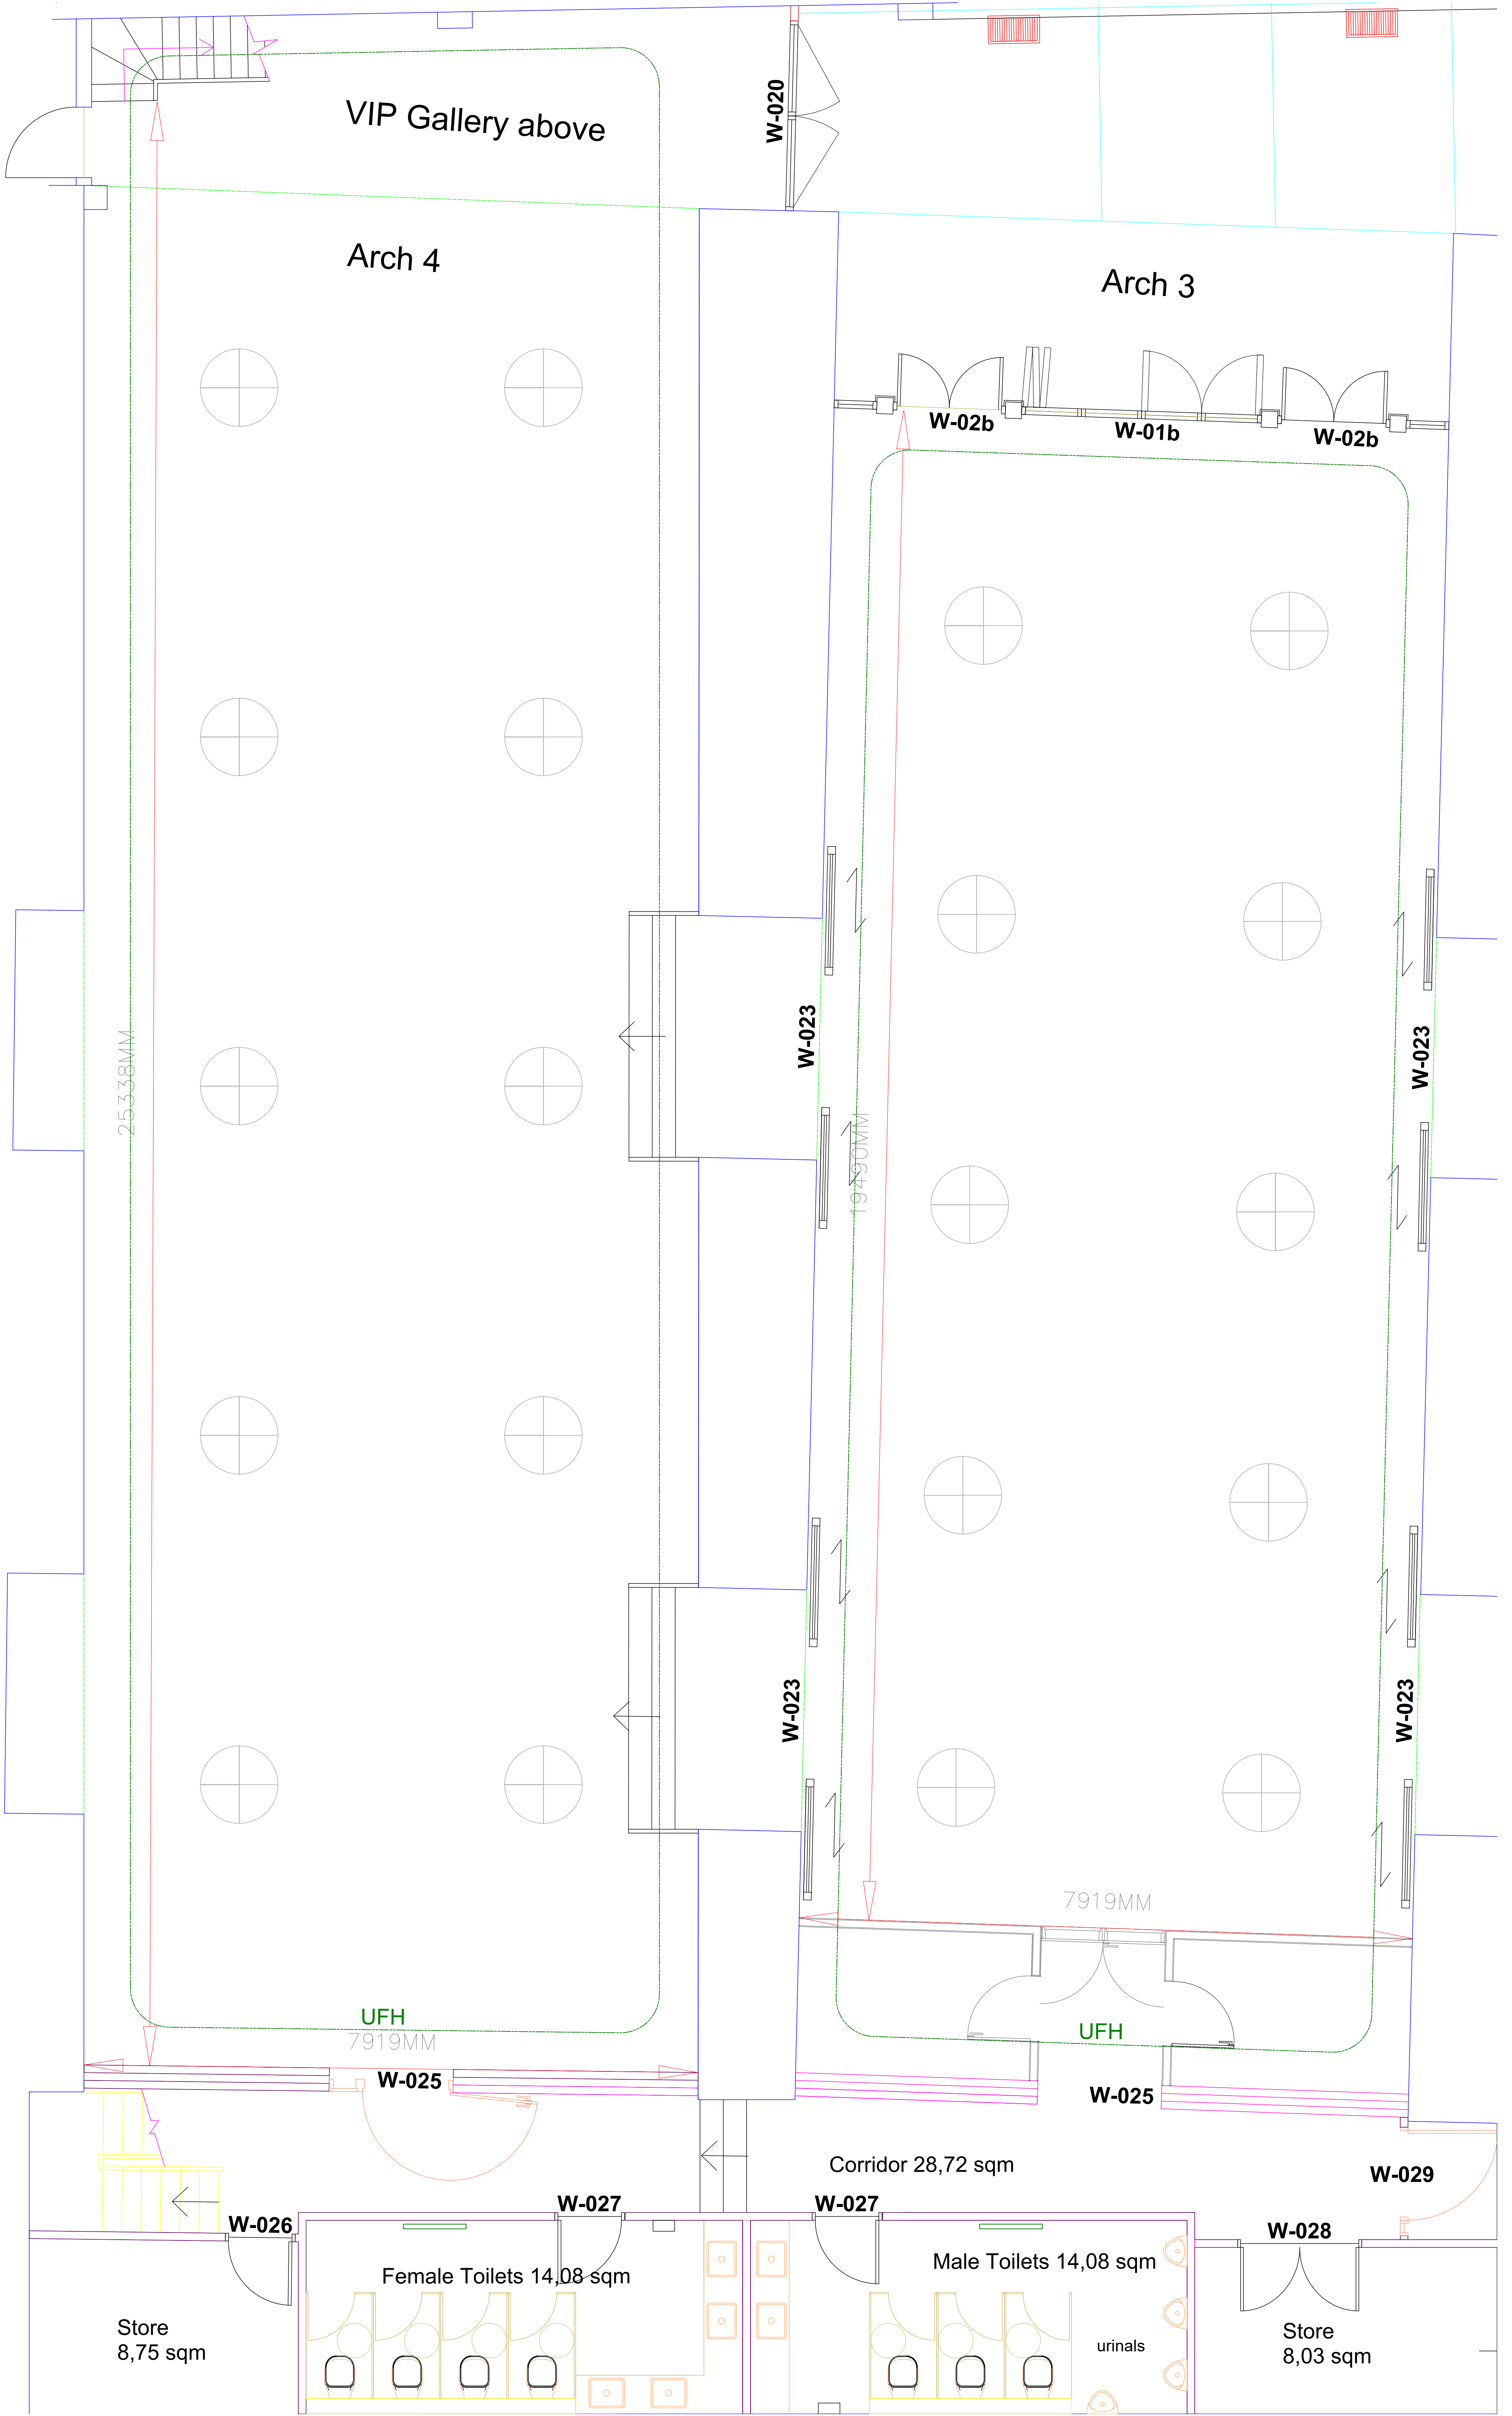 W-020
VIP Gallery above
Arch 4
Arch 3
W-02b
W-01b
W-02b
W-023
W-023
25338MM
19490MM
W-023
W-023
7919MM
UFH
7919MM
UFH
W-025
W-025
Corridor 28,72 sqm
W-029
W-026
W-027
W-027
W-028
Female Toilets 14,08 sqm
Male Toilets 14,08 sqm
Store
8,75 sqm
urinals
Store
8,03 sqm